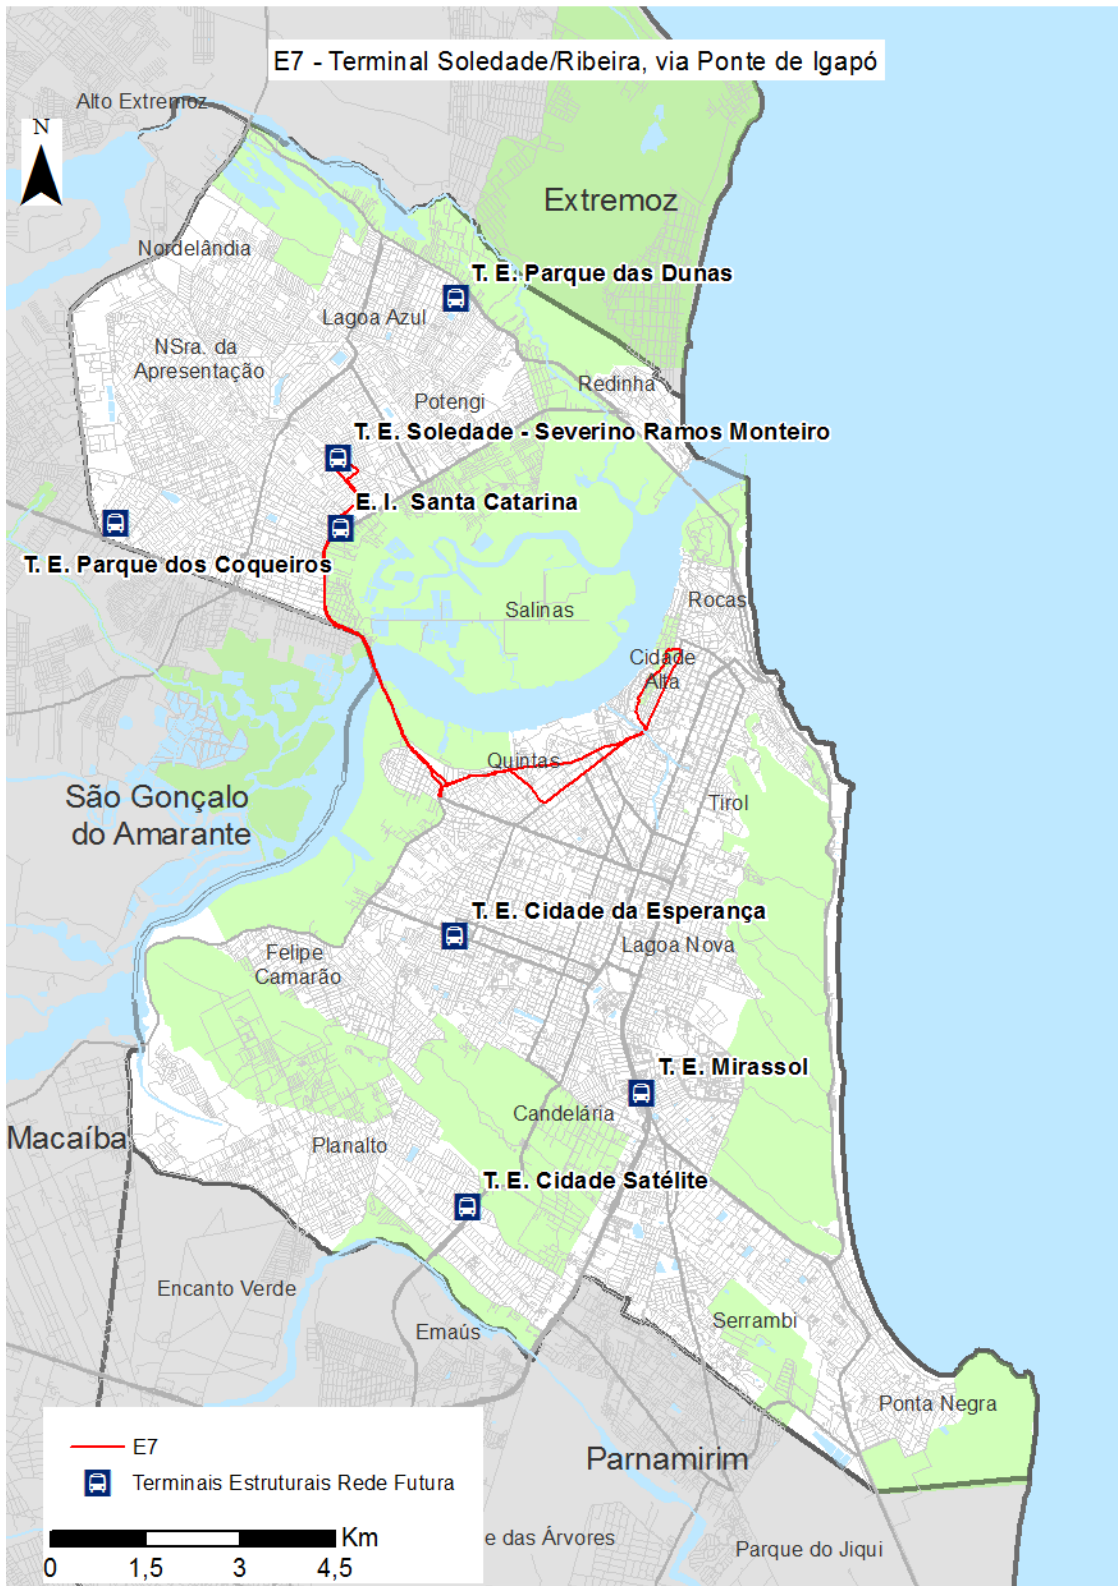 E7 - Terminal Soledade/Ribeira, via Ponte de Igapó
Alto Extremoz
N
Extremoz
Nordelândia
T. E. Parque das Dunas
Lagoa Azul
NSra. da
Apresentação
Redinha
Potengi
T. E. Soledade - Severino Ramos Monteiro
E. I. Santa Catarina
T. E. Parque dos Coqueiros
Salinas
Rocas
Cidade
Alta
Quintas
São Gonçalo
do Amarante
Tirol
T. E. Cidade da Esperança
Lagoa Nova
Felipe
Camarão
T. E. Mirassol
Candelária
Macaíba
Planalto
T. E. Cidade Satélite
Encanto Verde
Emaús
Serrambi
Ponta Negra
Parnamirim
E7
Terminais Estruturais Rede Futura
Km
0 1,5 3 4,5
e das Árvores
Parque do Jiqui